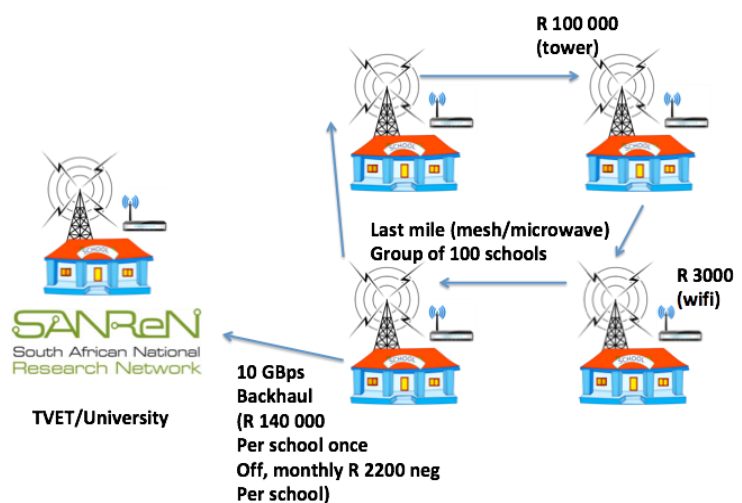 R 100 000
(tower)
SCHOOL
SCHOOL
SCHOOL
Last mile (mesh/microwave)
Group of 100 schools
R 3000
(wifi)
SCHOOL
SCHOOL
SANReN
South African National
Research Network
TVET/University
10 GBps
Backhaul
(R 140 000
Per school once
Off, monthly R 2200 neg
Per school)